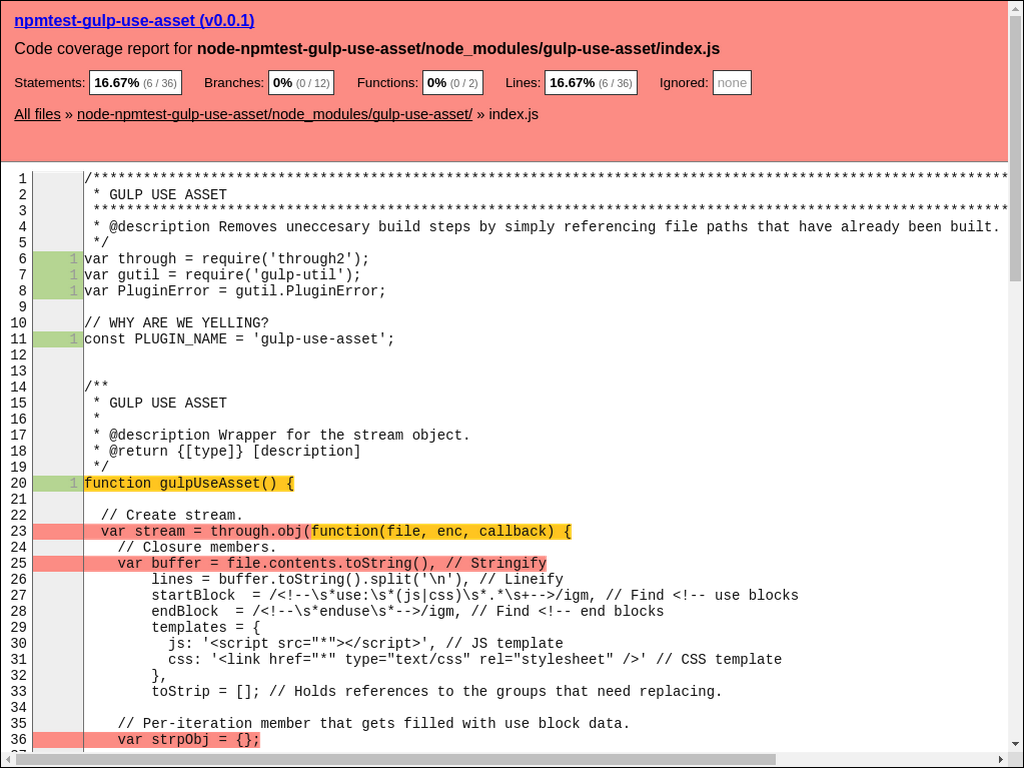 npmtest-gulp-use-asset (v0.0.1)
Code coverage report for node-npmtest-gulp-use-asset/node_modules/gulp-use-asset/index.js
Statements: 16.67% (6 / 36) Branches: 0% (0 / 12) Functions: 0% (0 / 2) Lines: 16.67% (6 / 36) Ignored: none
All files » node-npmtest-gulp-use-asset/node_modules/gulp-use-asset/ » index.js
1 /**************************************************************************************************************
2 * GULP USE ASSET
3 *************************************************************************************************************
4 * @description Removes uneccesary build steps by simply referencing file paths that have already been built.
5 */
6 1 var through = require('through2');
7 1 var gutil = require('gulp-util');
8 1 var PluginError = gutil.PluginError;
9
10 // WHY ARE WE YELLING?
11 1 const PLUGIN_NAME = 'gulp-use-asset';
12
13
14 /**
15 * GULP USE ASSET
16 *
17 * @description Wrapper for the stream object.
18 * @return {[type]} [description]
19 */
20 1 function gulpUseAsset() {
21
22 // Create stream.
23 var stream = through.obj(function(file, enc, callback) {
24 // Closure members.
25 var buffer = file.contents.toString(), // Stringify
26 lines = buffer.toString().split('\n'), // Lineify
27 startBlock  = /<!--\s*use:\s*(js|css)\s*.*\s+-->/igm, // Find <!-- use blocks
28 endBlock  = /<!--\s*enduse\s*-->/igm, // Find <!-- end blocks
29 templates = {
30 js: '<script src="*"></script>', // JS template
31 css: '<link href="*" type="text/css" rel="stylesheet" />' // CSS template
32 },
33 toStrip = []; // Holds references to the groups that need replacing.
34
35 // Per-iteration member that gets filled with use block data.
36 var strpObj = {};